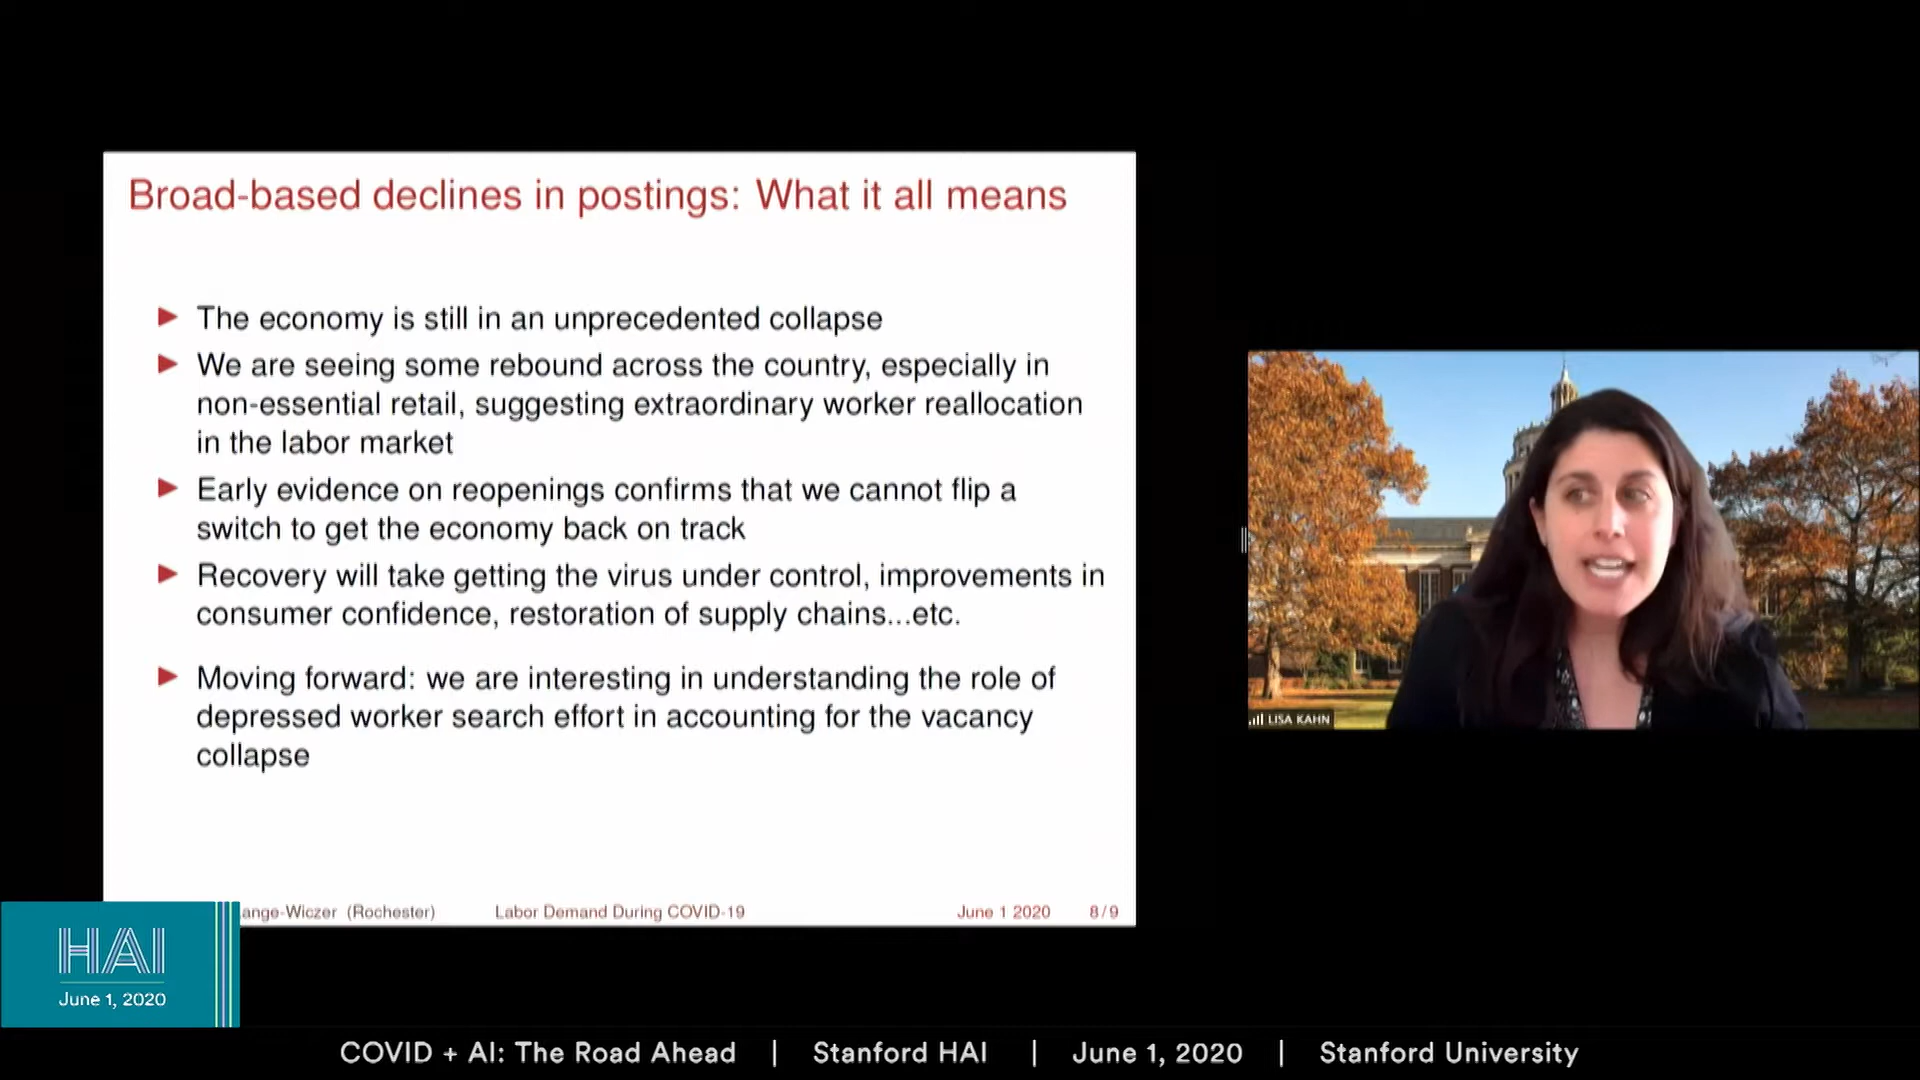 Broad-based declines in postings: What it all means
The economy is still in an unprecedented collapse
We are seeing some rebound across the country, especially in
non-essential retail, suggesting extraordinary worker reallocation
in the labor market
Early evidence on reopenings confirms that we cannot flip a
switch to get the economy back on track
Recovery will take getting the virus under control, improvements in
consumer confidence, restoration of supply chains...etc.
Moving forward: we are interesting in understanding the role of
depressed worker search effort in accounting for the vacancy
collapse
ange-Wiczer (Rochester) Labor Demand During COVID-19 June 1 2020 8/9
LISA KAHN
HAI
June 1, 2020
COVID + AI: The Road Ahead | Stanford HAI | June 1, 2020 | Stanford University